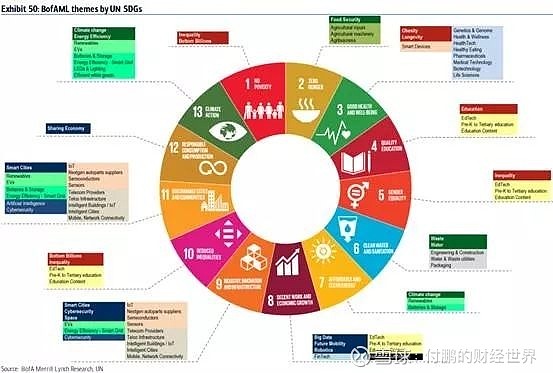 Exhibit 50: BofAML themes by UN SDGs
Climate change
Energy Efficiency
Renewables
EVs
Batteries & Storage
Energy Efficiency - Smart Grid
LEDs & Lighting
Efficient white goods
Inequality
Bottom Billions
Food Security
Agricultural inputs
Agricultural machinery
Agribusiness
Obesity
Longevity
Smart Devices
Genetics & Genome
Health & Wellness
HealthTech
Healthy Eating
Pharmaceuticals
Medical Technology
Biotechnology
Life Sciences
1 NO
POVERTY
2 ZERO
HUNGER
3 GOOD HEALTH
AND WELL-BEING
4 QUALITY
EDUCATION
5 GENDER
EQUALITY
6 CLEAN WATER
AND SANITATION
7 AFFORDABLE AND
8 DECENT WORK AND
ECONOMIC GROWTH
9 INDUSTRY, INNOVATION
AND INFRASTRUCTURE
10 REDUCED
INEQUALITIES
11 SUSTAINABLE CITIES
AND COMMUNITIES
12 RESPONSIBLE
CONSUMPTION
AND PRODUCTION
13 CLIMATE
ACTION
Education
EdTech
Pre-K to Tertiary education
Education Content
Inequality
EdTech
Pre-K to Tertiary education
Education Content
Waste
Water
Engineering & Construction
Water & Waste utilities
Packaging
Climate change
Renewables
Batteries & Storage
Big Data
Future Mobility
Robotics
FinTech
EdTech
Pre-K to Tertiary education
Education Content
Sharing Economy
Smart Cities
Renewables
EVs
Batteries & Storage
Energy Efficiency - Smart Grid
Artificial Intelligence
Cybersecurity
IoT
Nextgen autoparts suppliers
Semiconductors
Sensors
Telecom Providers
Telco Infrastructure
Intelligent Buildings / IoT
Intelligent Cities
Mobile, Network Connectivity
Bottom Billions
Inequality
EdTech
Pre-K to Tertiary education
Education Content
Smart Cities
Cybersecurity
Space
EVs
Energy Efficiency - Smart Grid
Cybersecurity
IoT
Nextgen autoparts suppliers
Semiconductors
Sensors
Telecom Providers
Telco Infrastructure
Intelligent Buildings / IoT
Intelligent Cities
Mobile, Network Connectivity
Source: BofA Merrill Lynch Research, UN
雪球：付鹏的财经世界